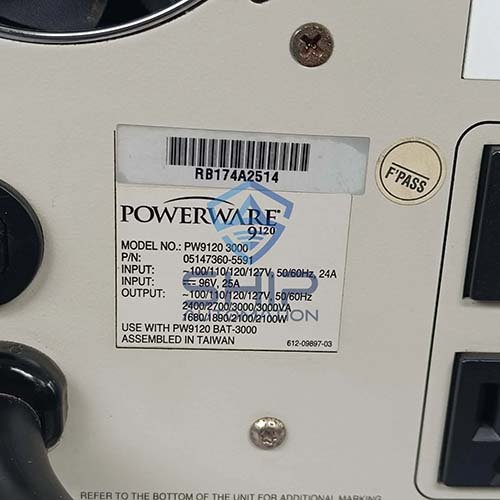 RB174A2514
F'PASS
POWERWARE®
9120
MODEL NO.: PW9120 3000
P/N: 05147360-5591
INPUT: ~100/110/120/127V, 50/60Hz, 24A
INPUT: ⎓ 96V, 25A
OUTPUT: ~100/110/120/127V, 50/60Hz
2400/2700/3000/3000VA
1680/1890/2100/2100W
USE WITH PW9120 BAT-3000
ASSEMBLED IN TAIWAN
612-09897-03
SHIP
AUTOMATION
REFER TO THE BOTTOM OF THE UNIT FOR ADDITIONAL MARKING